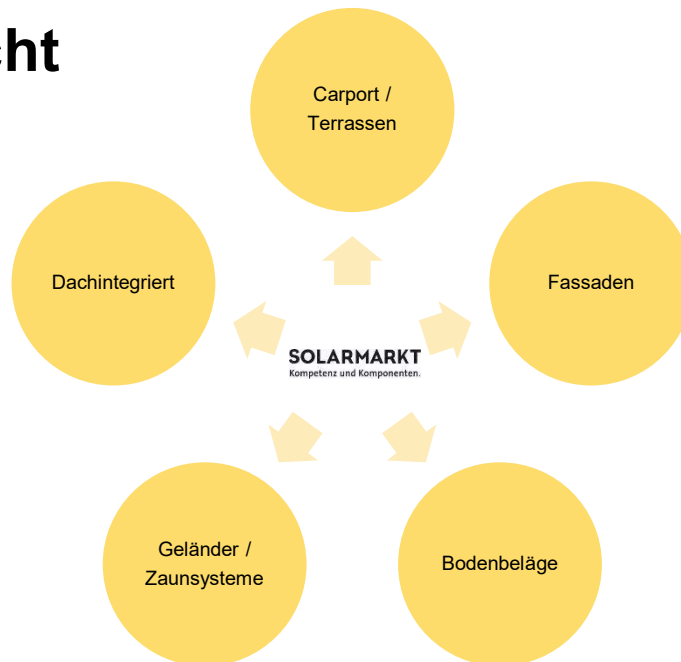 cht
Carport /
Terrassen
Dachintegriert
Fassaden
SOLARMARKT
Kompetenz und Komponenten.
Geländer /
Zaunsysteme
Bodenbeläge